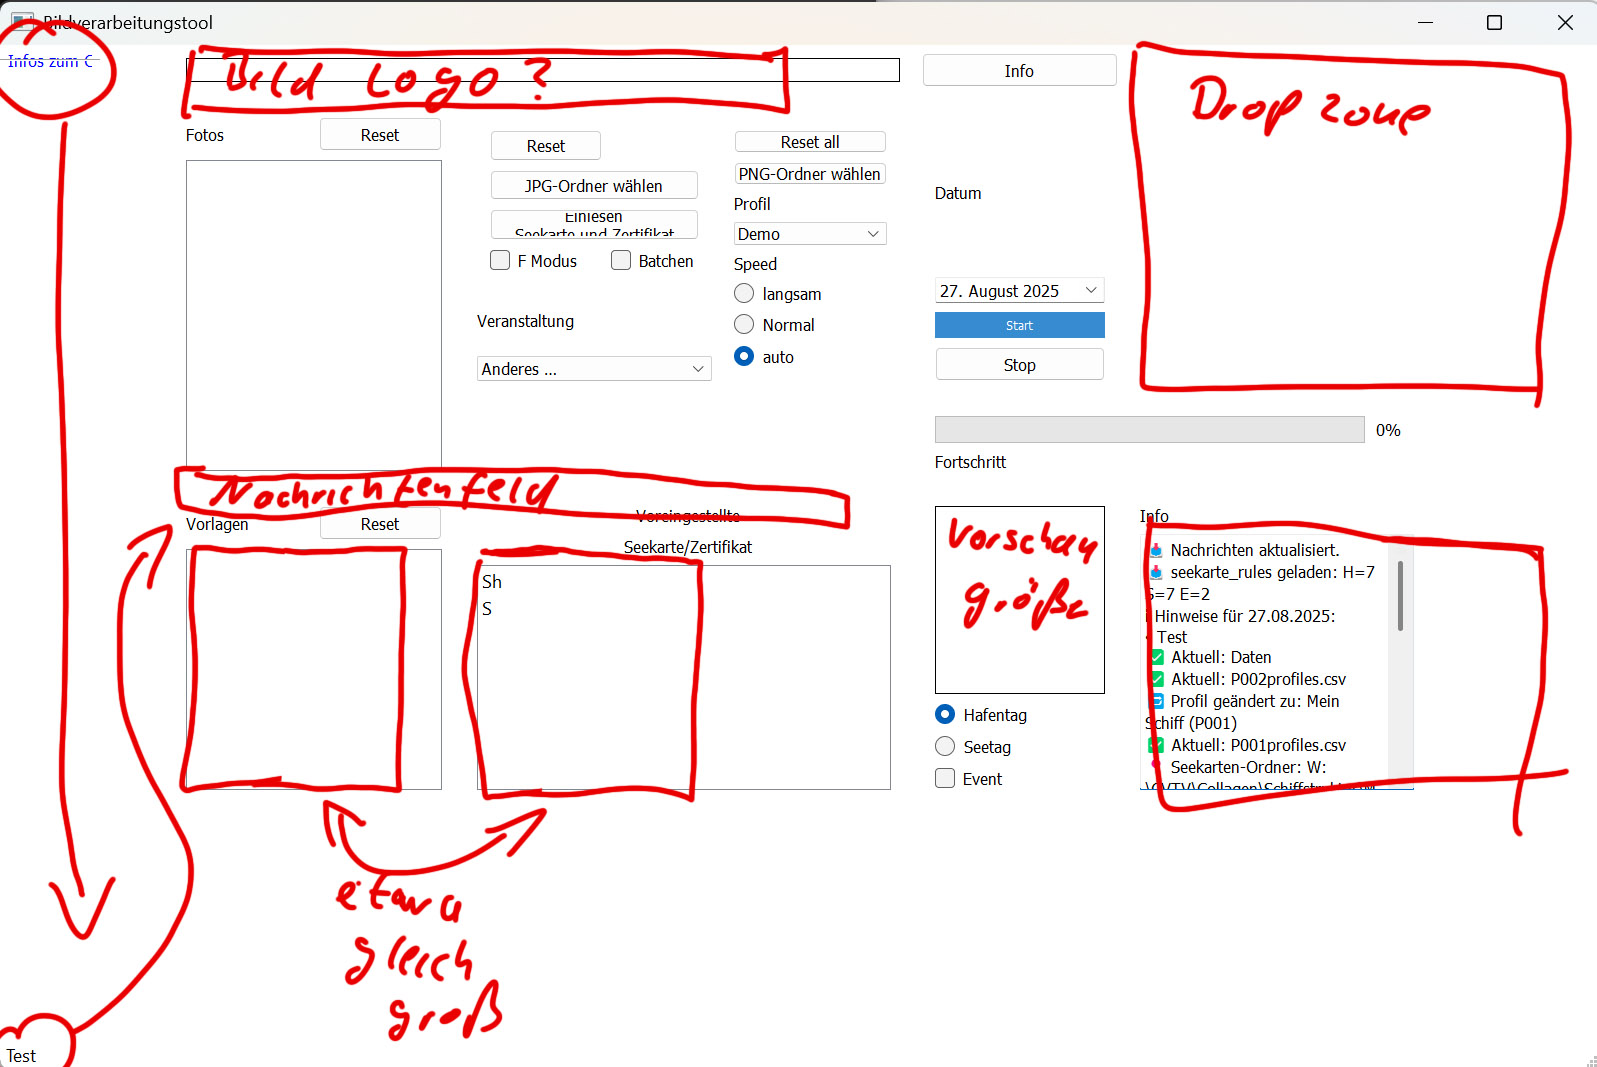 Bildverarbeitungstool
Infos zum C
Bild Logo ?
Info
Dropzone
Fotos
Reset
Reset
Reset all
JPG-Ordner wählen
PNG-Ordner wählen
Datum
Einlesen
Seekarte und Zertifikat
Profil
Demo
F Modus
Batchen
Speed
langsam
27. August 2025
Veranstaltung
Normal
Start
Anderes ...
auto
Stop
0%
Fortschritt
Nachrichtenfeld
Vorlagen
Reset
Voreingestellte
Seekarte/Zertifikat
Sh
S
Vorschau
größe
Hafentag
Seetag
Event
Info
Nachrichten aktualisiert.
seekarte_rules geladen: H=7
S=7 E=2
Hinweise für 27.08.2025:
• Test
Aktuell: Daten
Aktuell: P002profiles.csv
Profil geändert zu: Mein
Schiff (P001)
Aktuell: P001profiles.csv
Seekarten-Ordner: W:
etwa
gleich
groß
Test